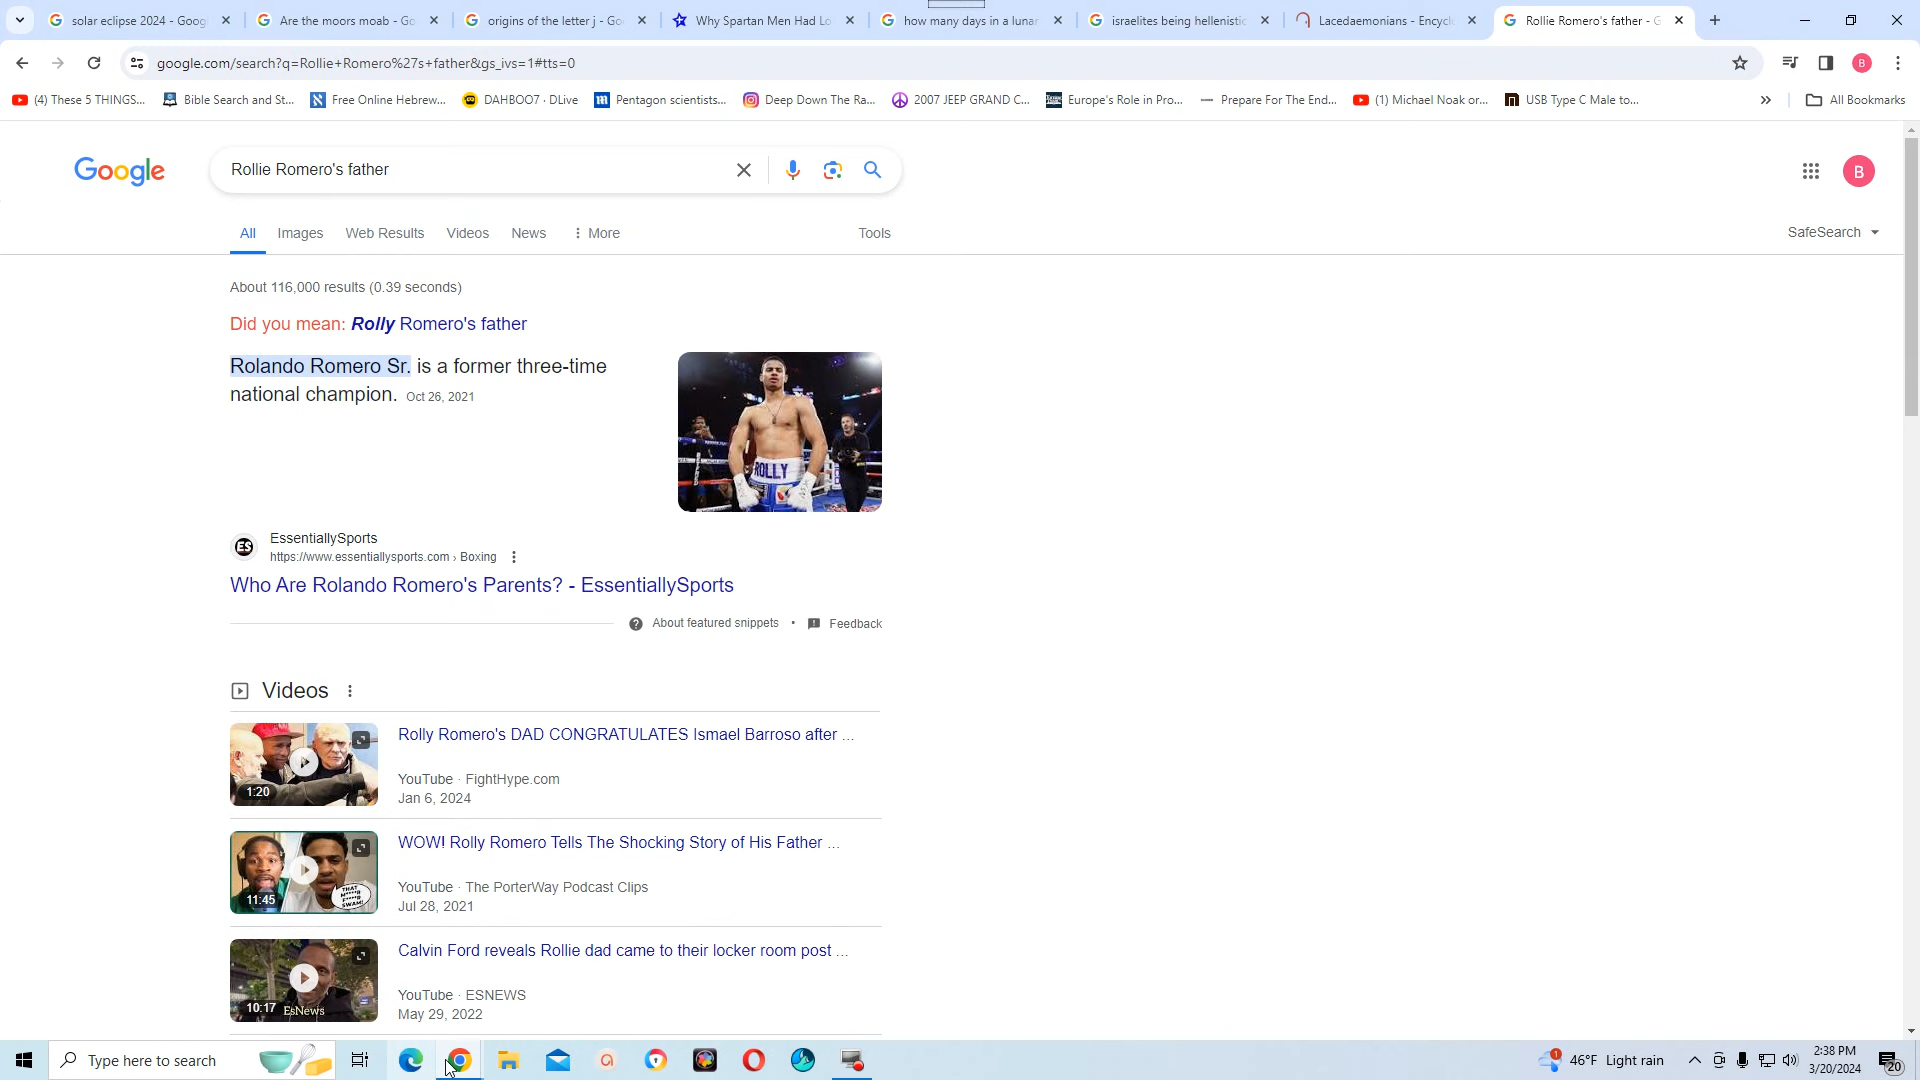 solar eclipse 2024 - Goog
Are the moors moab - Go
origins of the letter j - Go
Why Spartan Men Had Lo
how many days in a lunar
israelites being hellenistic
Lacedaemonians - Encycl
Rollie Romero's father - G
google.com/search?q=Rollie+Romero%27s+father&gs_ivs=1#tts=0
B
(4) These 5 THINGS...
Bible Search and St...
Free Online Hebrew...
DAHBOO7 · DLive
Pentagon scientists...
Deep Down The Ra...
2007 JEEP GRAND C...
Europe's Role in Pro...
Prepare For The End...
(1) Michael Noak or...
USB Type C Male to...
All Bookmarks
Google
Rollie Romero's father
B
All
Images
Web Results
Videos
News
More
Tools
SafeSearch
About 116,000 results (0.39 seconds)
Did you mean: Rolly Romero's father
Rolando Romero Sr. is a former three-time
national champion. Oct 26, 2021
ROLLY
ES
EssentiallySports
https://www.essentiallysports.com › Boxing
Who Are Rolando Romero's Parents? - EssentiallySports
About featured snippets • Feedback
Videos
Rolly Romero's DAD CONGRATULATES Ismael Barroso after ...
1:20
YouTube · FightHype.com
Jan 6, 2024
WOW! Rolly Romero Tells The Shocking Story of His Father ...
11:45
YouTube · The PorterWay Podcast Clips
Jul 28, 2021
Calvin Ford reveals Rollie dad came to their locker room post ...
10:17
EsNews
YouTube · ESNEWS
May 29, 2022
Type here to search
1
46°F Light rain
2:38 PM
3/20/2024
20